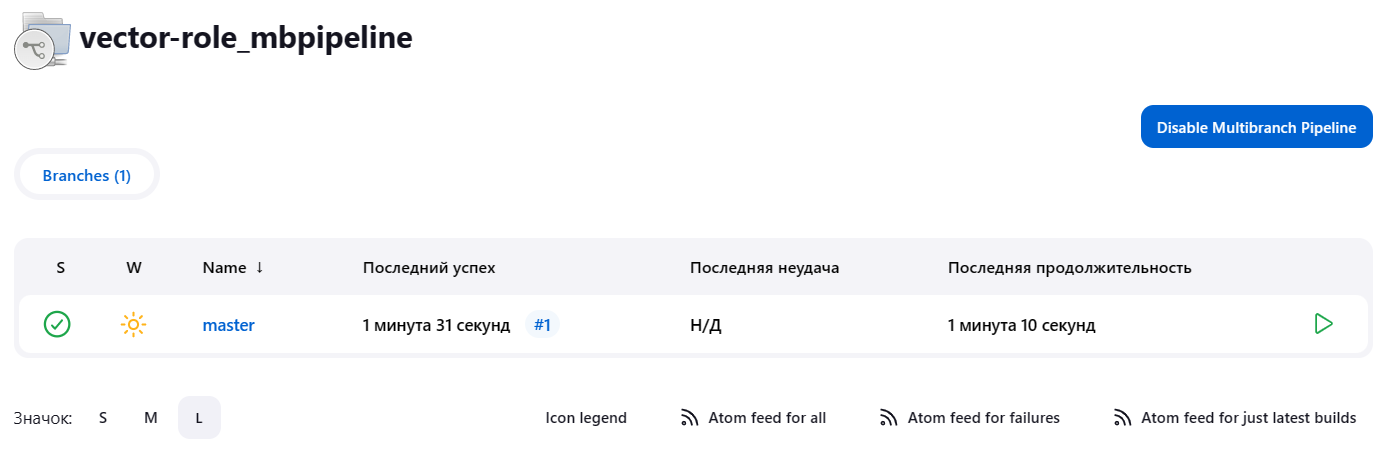 vector-role_mbpipeline
Disable Multibranch Pipeline
Branches (1)
S W Name ↓ Последний успех Последняя неудача Последняя продолжительность
master 1 минута 31 секунд #1 Н/Д 1 минута 10 секунд
Значок: S M L Icon legend Atom feed for all Atom feed for failures Atom feed for just latest builds